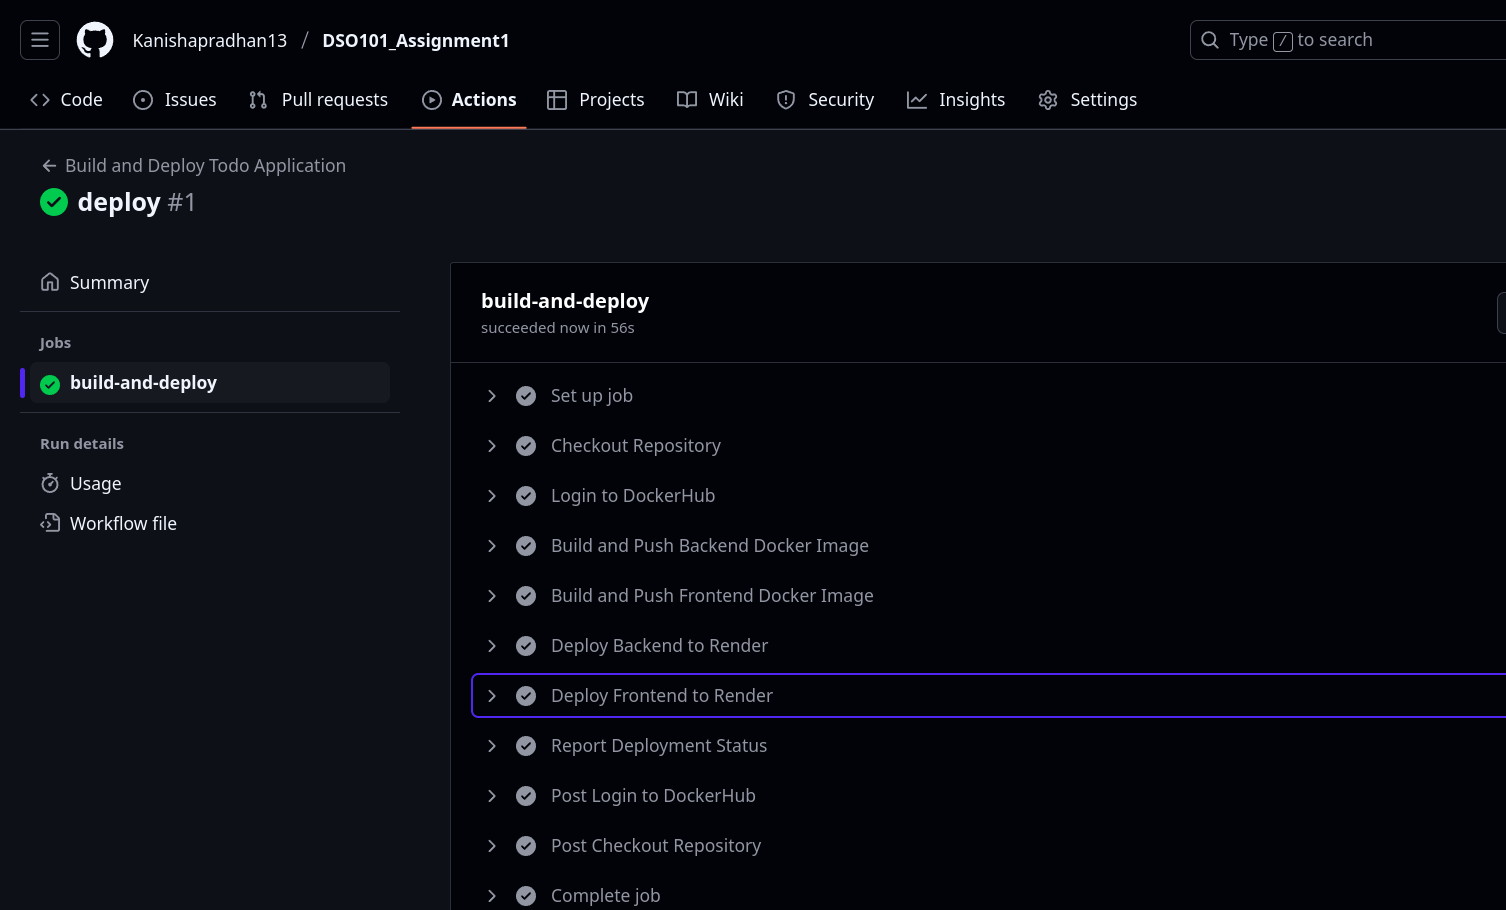 Kanishapradhan13 / DSO101_Assignment1
Type / to search
Code Issues Pull requests Actions Projects Wiki Security Insights Settings
← Build and Deploy Todo Application
deploy #1
Summary
Jobs
build-and-deploy
Run details
Usage
Workflow file
build-and-deploy
succeeded now in 56s
Set up job
Checkout Repository
Login to DockerHub
Build and Push Backend Docker Image
Build and Push Frontend Docker Image
Deploy Backend to Render
Deploy Frontend to Render
Report Deployment Status
Post Login to DockerHub
Post Checkout Repository
Complete job